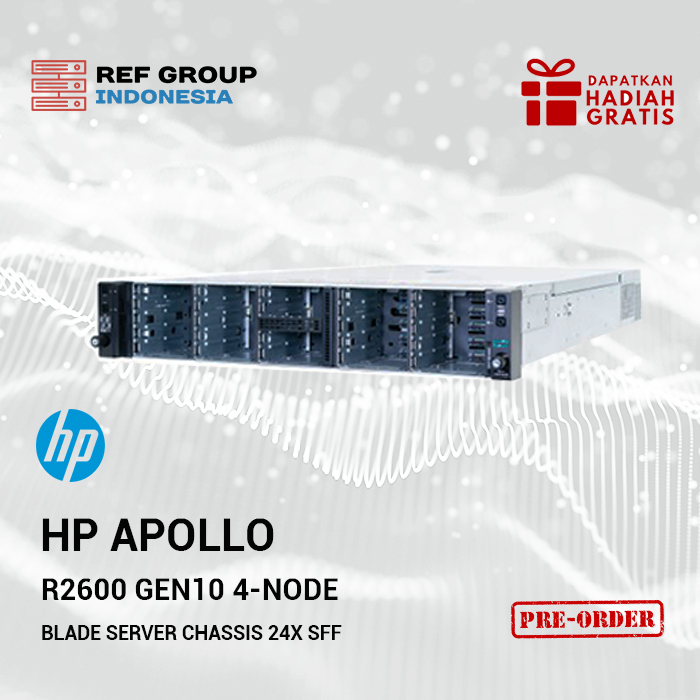 REF GROUP
INDONESIA
DAPATKAN
HADIAH
GRATIS
hp
HP APOLLO
R2600 GEN10 4-NODE
BLADE SERVER CHASSIS 24X SFF
PRE-ORDER